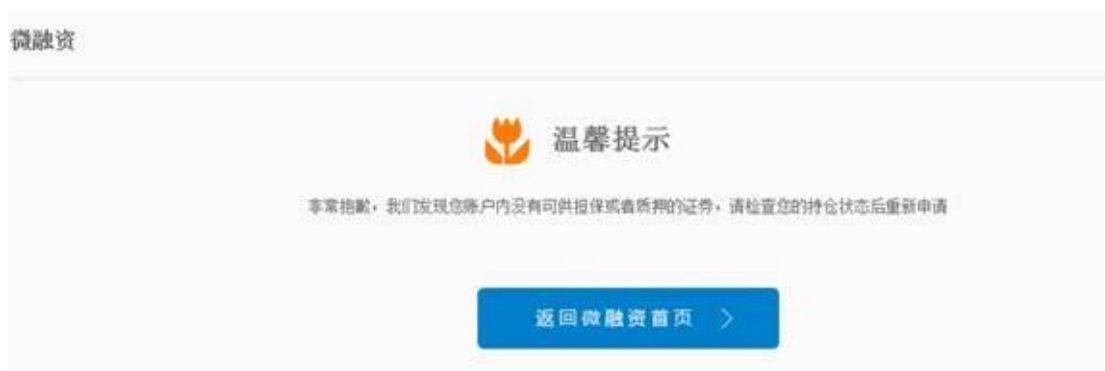 微融资
温馨提示
非常抱歉，我们发现您账户内没有可供担保或者质押的证券，请检查您的持仓状态后重新申请
返回微融资首页